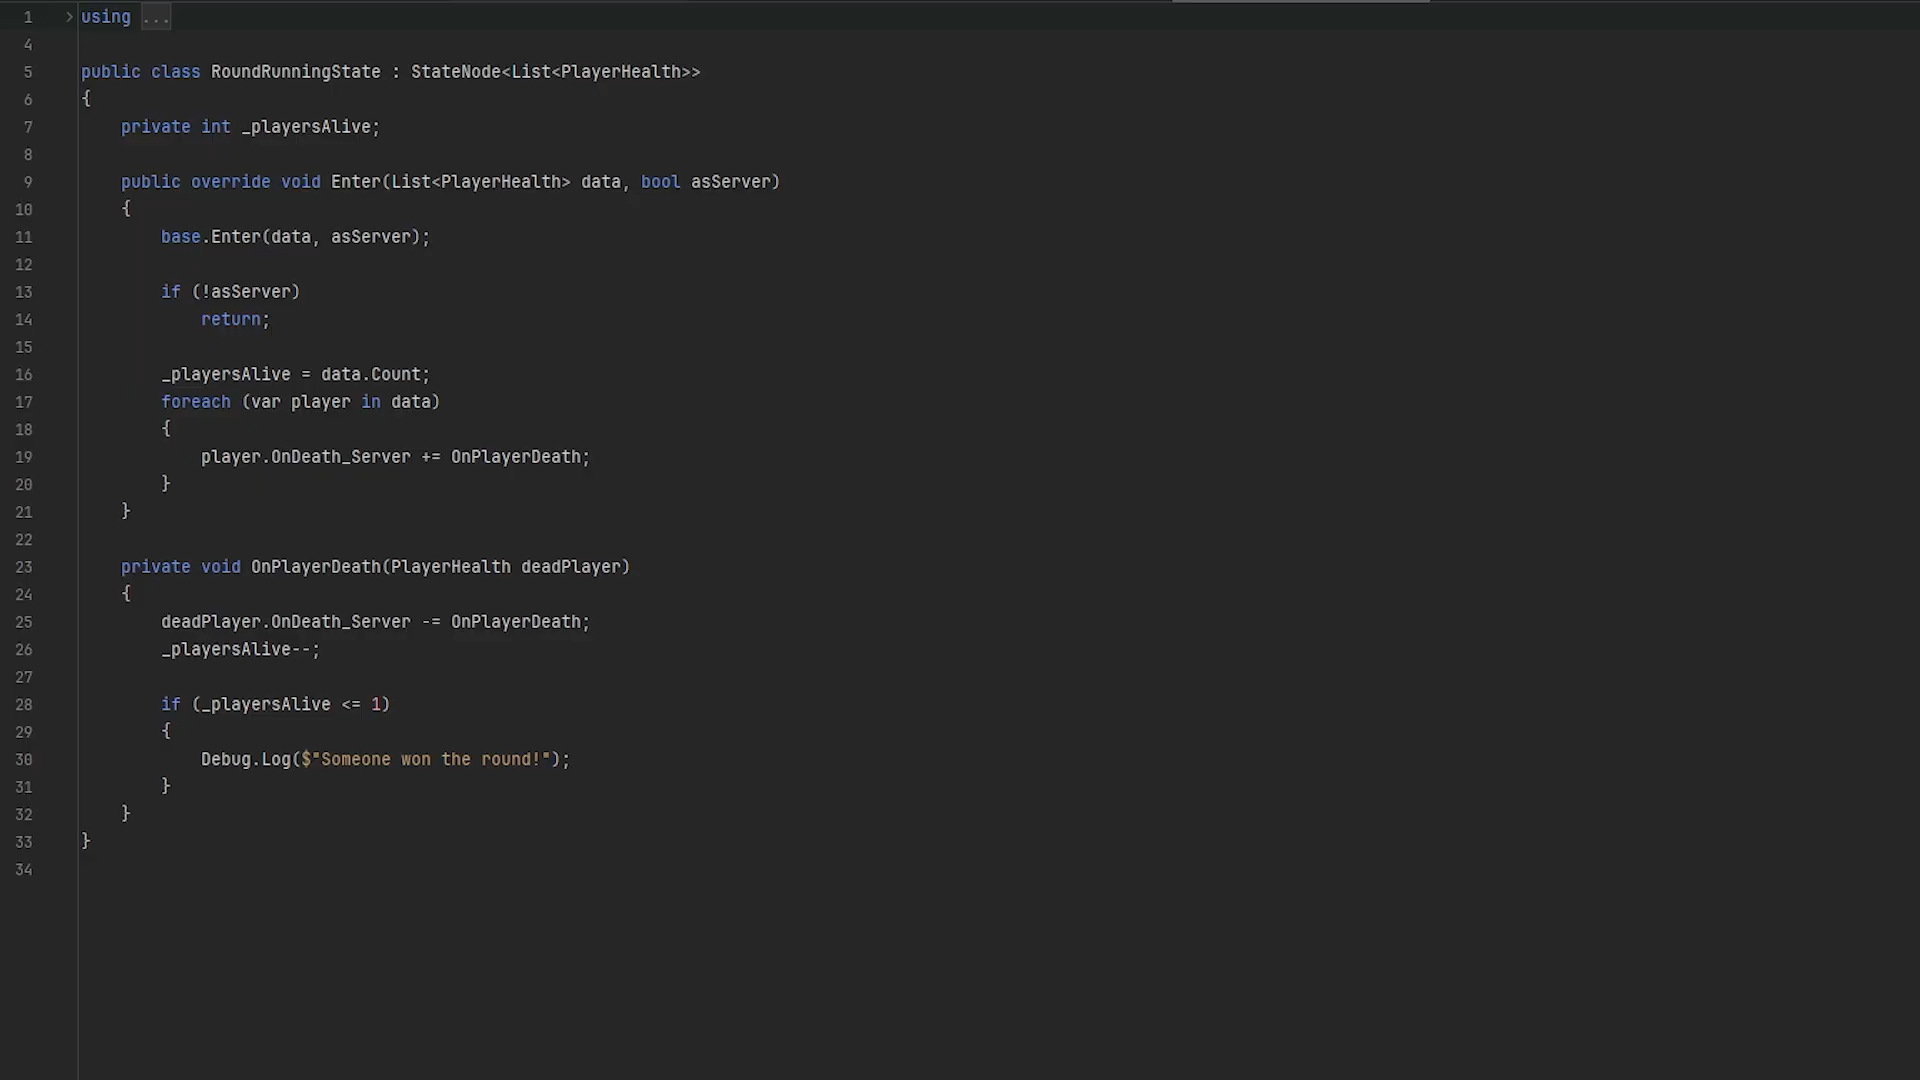 1 using ...
4
5 public class RoundRunningState : StateNode<List<PlayerHealth>>
6 {
7     private int _playersAlive;
8
9     public override void Enter(List<PlayerHealth> data, bool asServer)
10     {
11         base.Enter(data, asServer);
12
13         if (!asServer)
14             return;
15
16         _playersAlive = data.Count;
17         foreach (var player in data)
18         {
19             player.OnDeath_Server += OnPlayerDeath;
20         }
21     }
22
23     private void OnPlayerDeath(PlayerHealth deadPlayer)
24     {
25         deadPlayer.OnDeath_Server -= OnPlayerDeath;
26         _playersAlive--;
27
28         if (_playersAlive <= 1)
29         {
30             Debug.Log($"Someone won the round!");
31         }
32     }
33 }
34